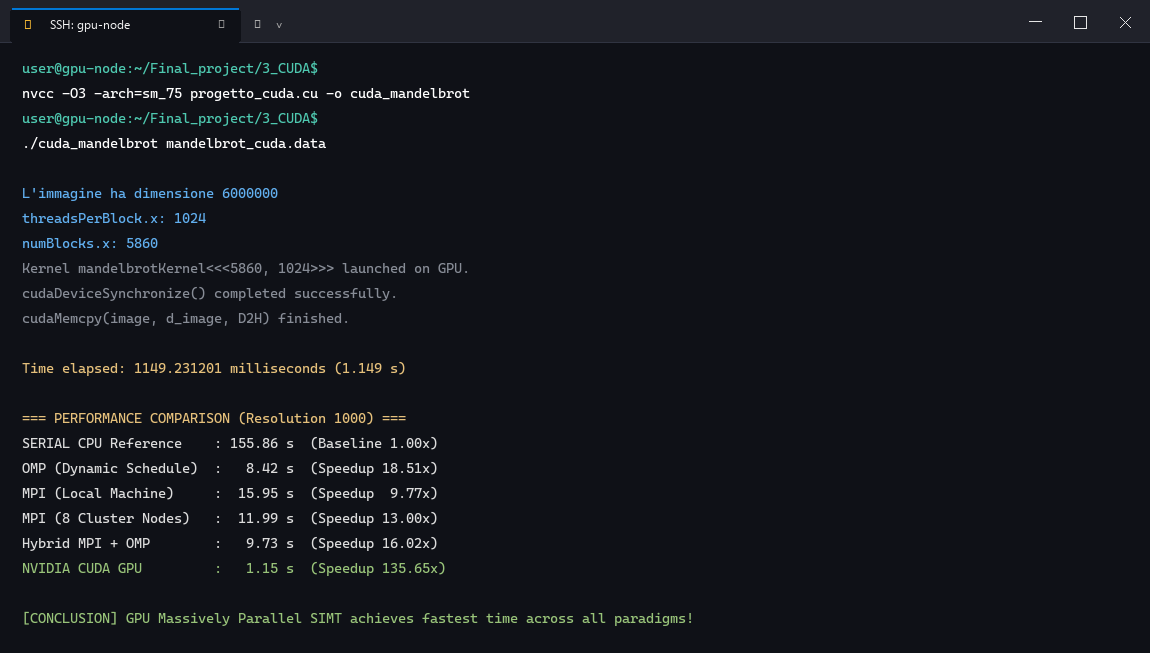 SSH: gpu-node
user@gpu-node:~/Final_project/3_CUDA$
nvcc -O3 -arch=sm_75 progetto_cuda.cu -o cuda_mandelbrot
user@gpu-node:~/Final_project/3_CUDA$
./cuda_mandelbrot mandelbrot_cuda.data
L'immagine ha dimensione 6000000
threadsPerBlock.x: 1024
numBlocks.x: 5860
Kernel mandelbrotKernel<<<5860, 1024>>> launched on GPU.
cudaDeviceSynchronize() completed successfully.
cudaMemcpy(image, d_image, D2H) finished.
Time elapsed: 1149.231201 milliseconds (1.149 s)
=== PERFORMANCE COMPARISON (Resolution 1000) ===
SERIAL CPU Reference    : 155.86 s  (Baseline 1.00x)
OMP (Dynamic Schedule)  :   8.42 s  (Speedup 18.51x)
MPI (Local Machine)     :  15.95 s  (Speedup  9.77x)
MPI (8 Cluster Nodes)   :  11.99 s  (Speedup 13.00x)
Hybrid MPI + OMP        :   9.73 s  (Speedup 16.02x)
NVIDIA CUDA GPU         :   1.15 s  (Speedup 135.65x)
[CONCLUSION] GPU Massively Parallel SIMT achieves fastest time across all paradigms!